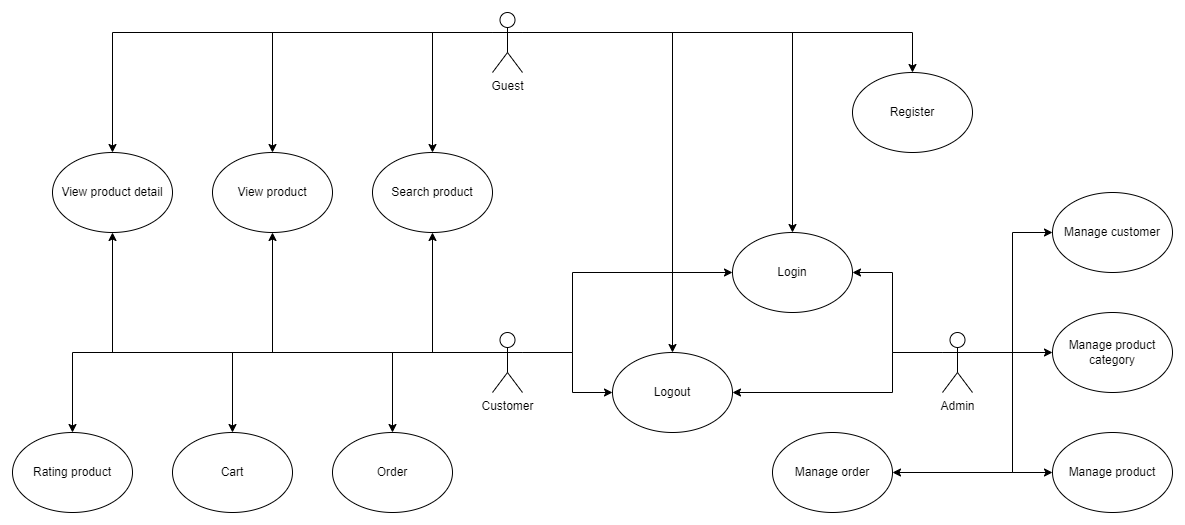 Guest
Register
View product detail
View product
Search product
Manage customer
Login
Manage product
category
Logout
Customer
Admin
Rating product
Cart
Order
Manage order
Manage product